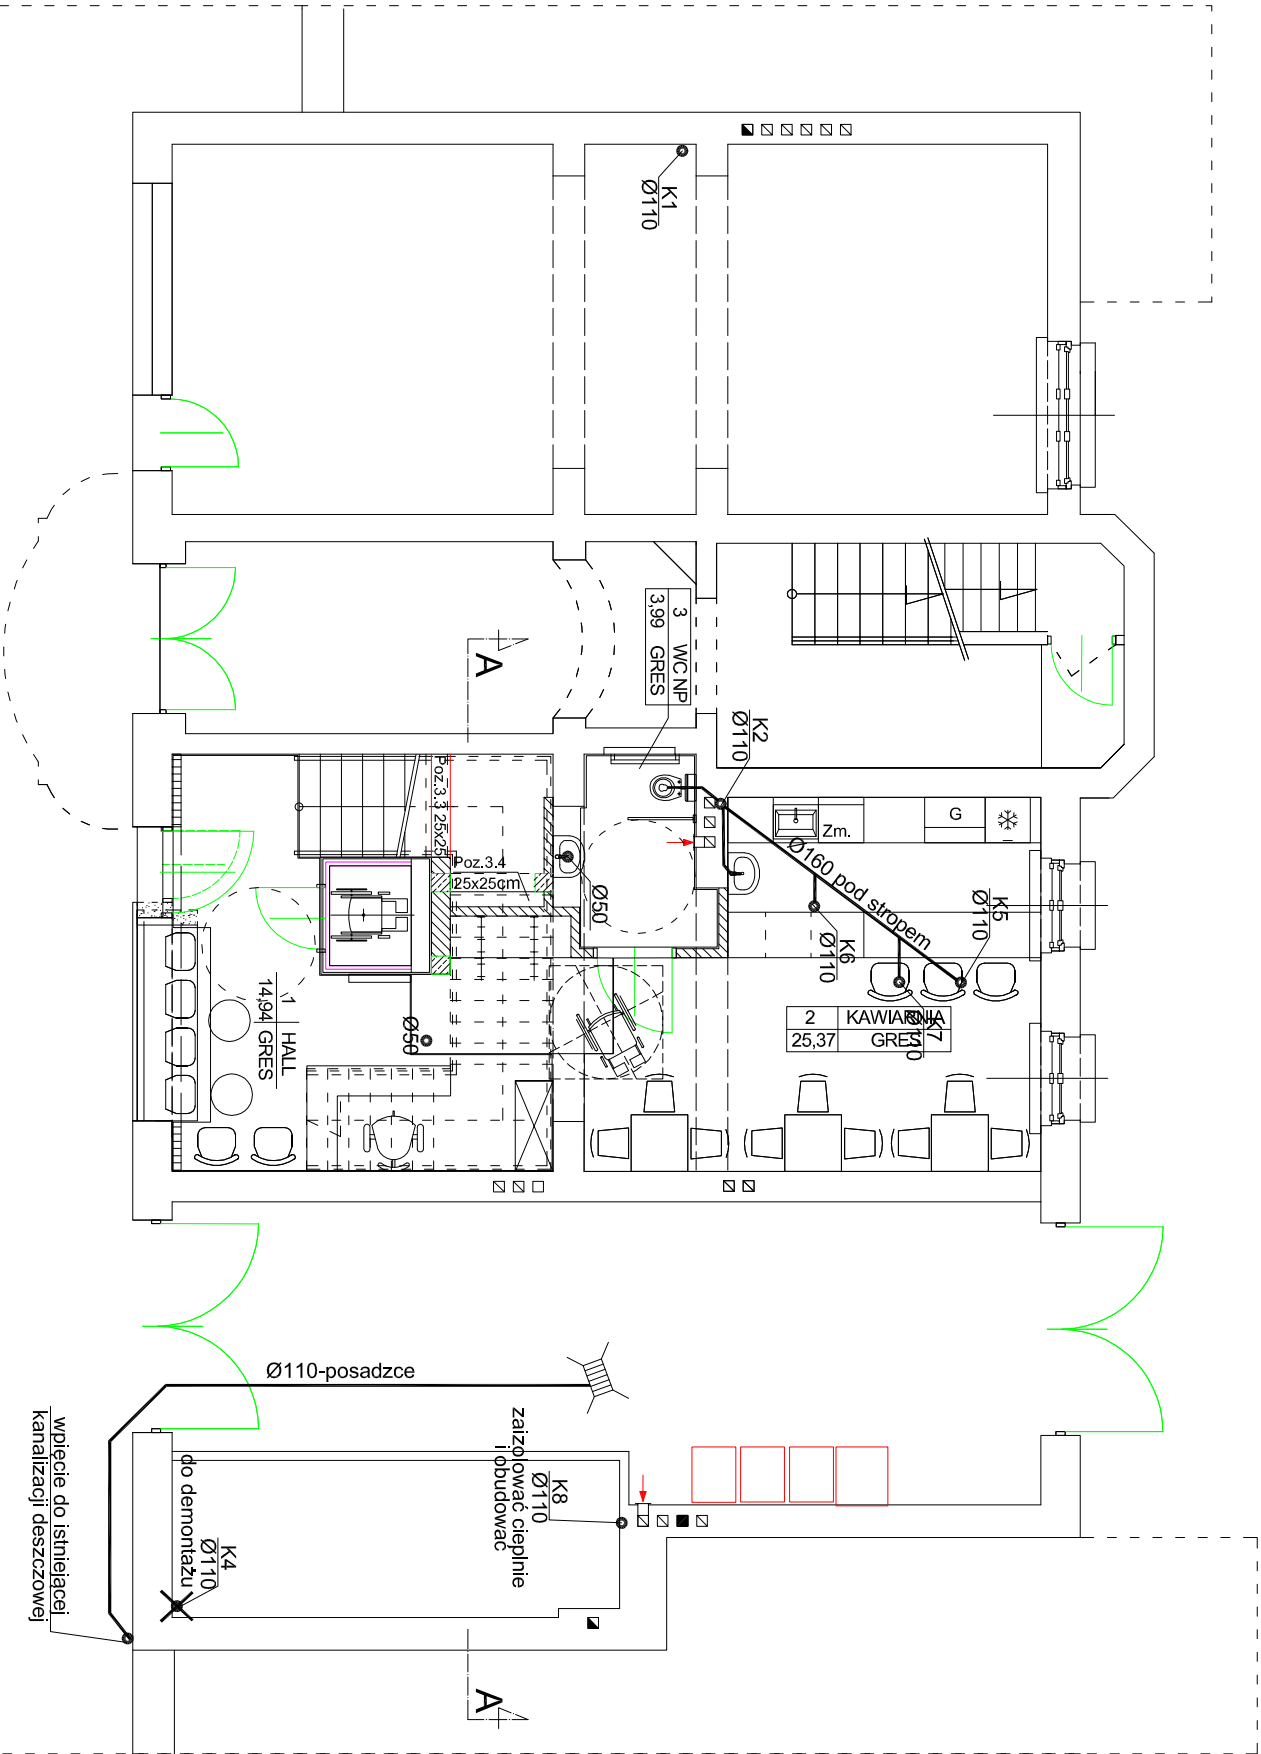 K1
Ø110
3 WC NP
3,99 GRES
A
K2
Ø110
Poz.3.3 25x25
Poz.3.4
25x25cm
Zm.
G
Ø160 pod stropem
Ø50
K5
Ø110
K6
Ø110
K7
Ø110
2 KAWIARNIA
25,37 GRES
1 HALL
14,94 GRES
Ø50
Ø110-posadzce
zaizolować cieplnie
i obudować
K8
Ø110
do demontażu
K4
Ø110
wpięcie do istniejącej
kanalizacji deszczowej
A